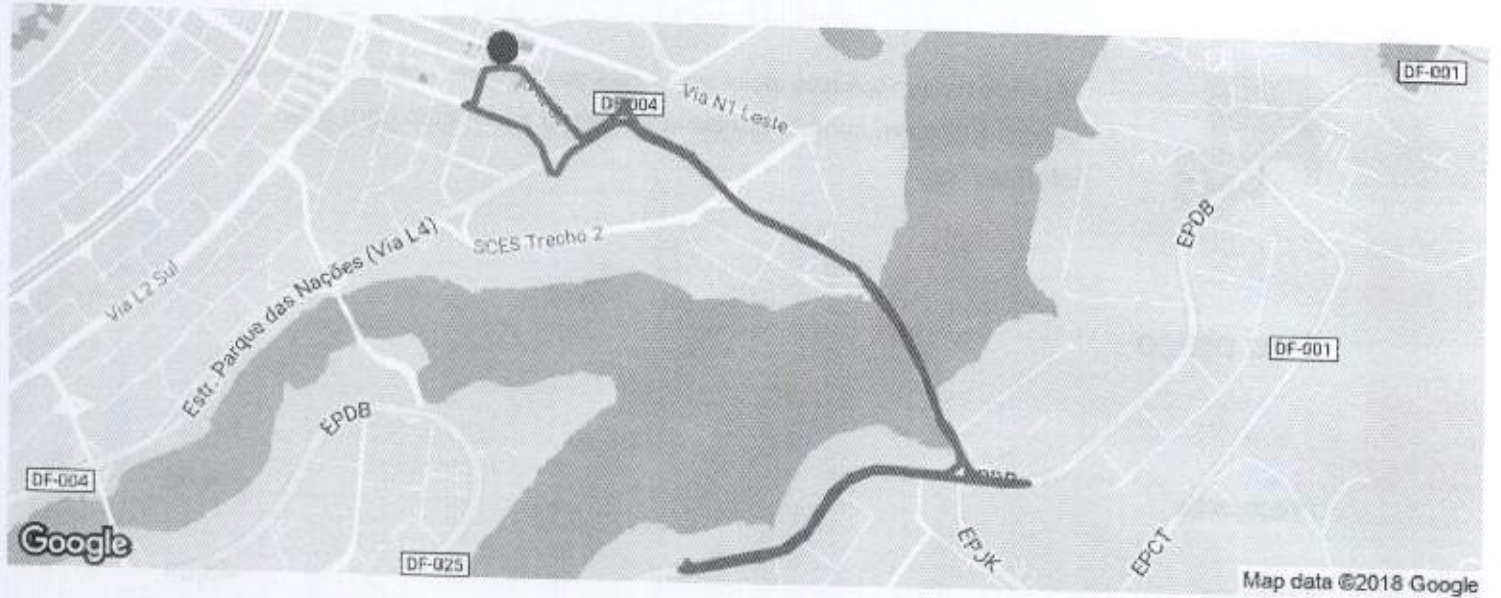 DF-001
DF-004
Via N1 Leste
EPDB
SCES Trecho 2
Via L2 Sul
Estr. Parque das Nações (Via L4)
DF-001
EPDB
DF-004
EPJK
EPCT
Google
DF-025
Map data ©2018 Google